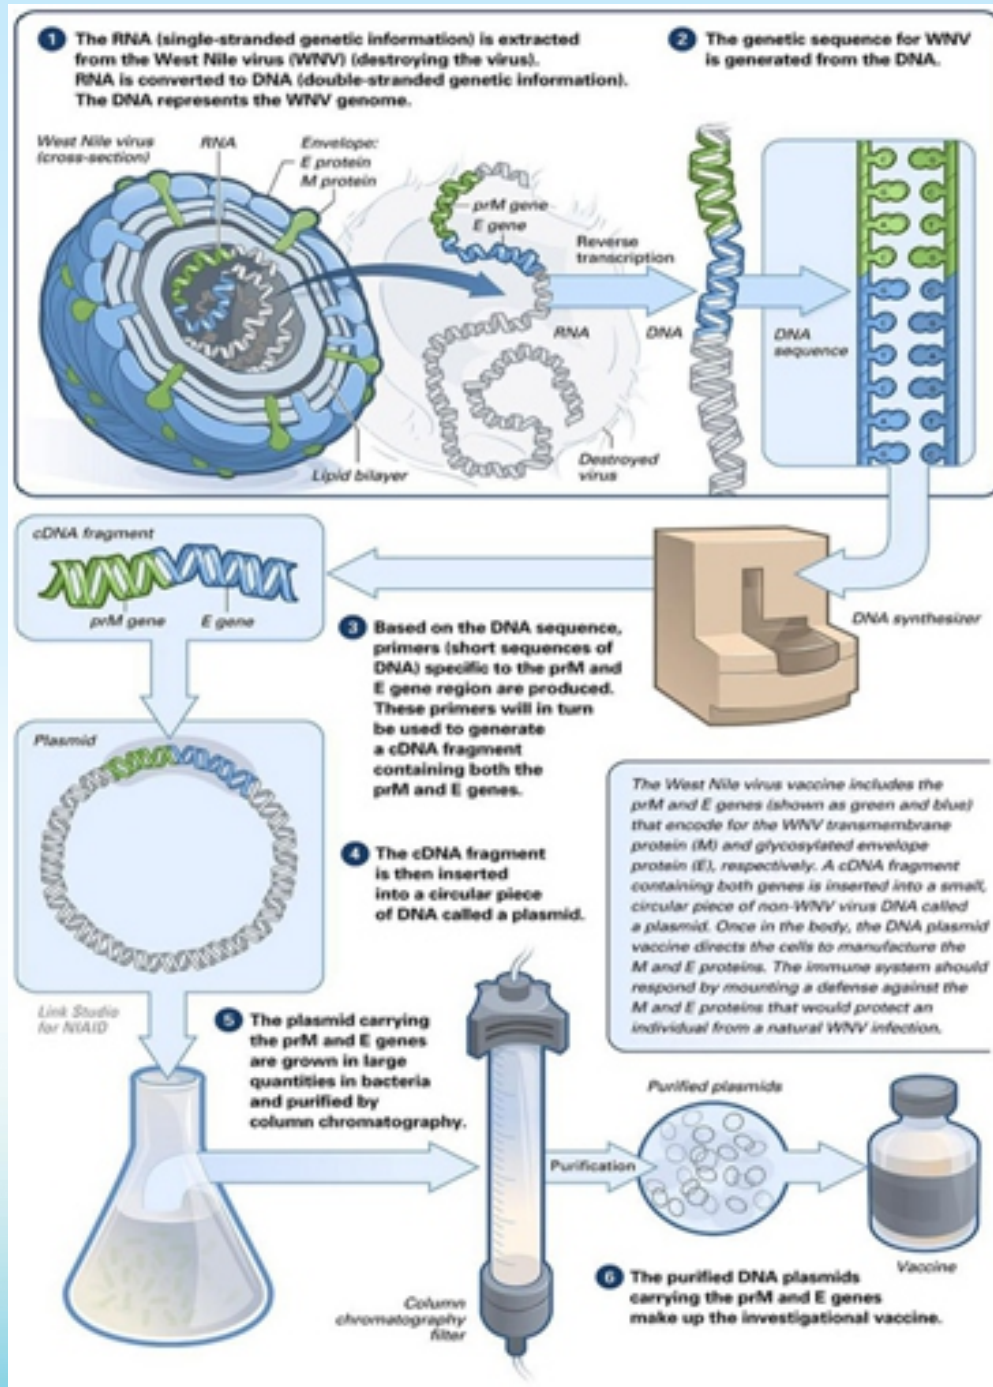 1 The RNA (single-stranded genetic information) is extracted
from the West Nile virus (WNV) (destroying the virus).
RNA is converted to DNA (double-stranded genetic information).
The DNA represents the WNV genome.
2 The genetic sequence for WNV
is generated from the DNA.
West Nile virus
(cross-section)
RNA
Envelope:
E protein
M protein
prM gene
E gene
Reverse
transcription
RNA
DNA
DNA
sequence
Lipid bilayer
Destroyed
virus
cDNA fragment
prM gene
E gene
DNA synthesizer
3 Based on the DNA sequence,
primers (short sequences of
DNA) specific to the prM and
E gene region are produced.
These primers will in turn
be used to generate
a cDNA fragment
containing both the
prM and E genes.
Plasmid
4 The cDNA fragment
is then inserted
into a circular piece
of DNA called a plasmid.
The West Nile virus vaccine includes the
prM and E genes (shown as green and blue)
that encode for the WNV transmembrane
protein (M) and glycosylated envelope
protein (E), respectively. A cDNA fragment
containing both genes is inserted into a small,
circular piece of non-WNV virus DNA called
a plasmid. Once in the body, the DNA plasmid
vaccine directs the cells to manufacture the
M and E proteins. The immune system should
respond by mounting a defense against the
M and E proteins that would protect an
individual from a natural WNV infection.
Link Studio
for NIAID
5 The plasmid carrying
the prM and E genes
are grown in large
quantities in bacteria
and purified by
column chromatography.
Purified plasmids
Purification
Vaccine
Column
chromatography
filter
6 The purified DNA plasmids
carrying the prM and E genes
make up the investigational vaccine.